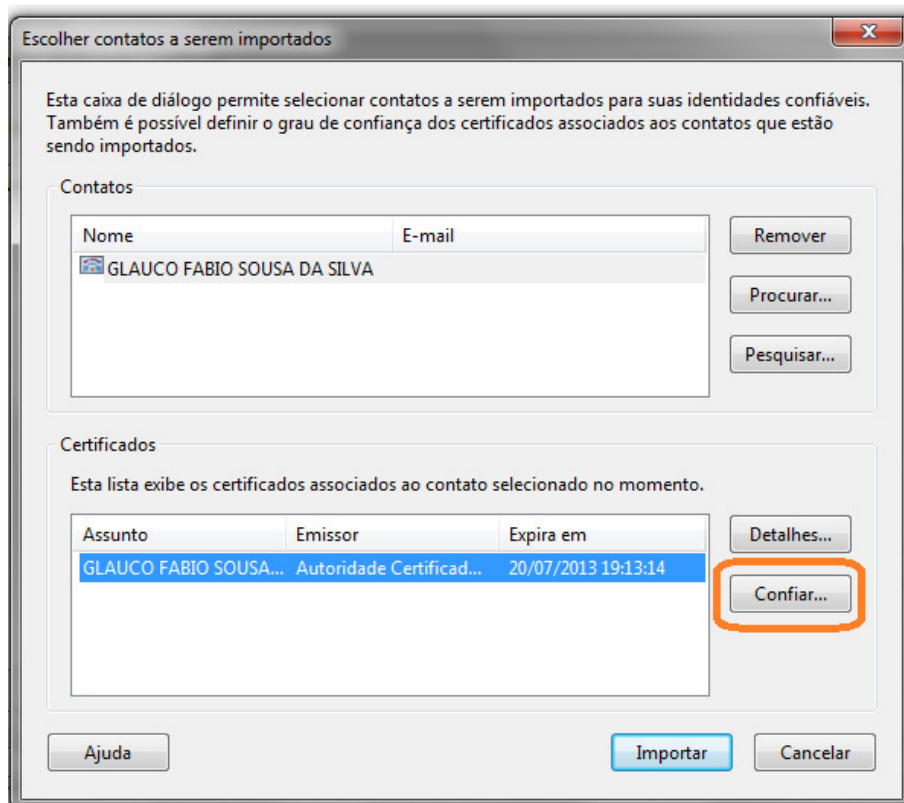 Escolher contatos a serem importados
x
Esta caixa de diálogo permite selecionar contatos a serem importados para suas identidades confiáveis.
Também é possível definir o grau de confiança dos certificados associados aos contatos que estão
sendo importados.
Contatos
Nome E-mail
GLAUCO FABIO SOUSA DA SILVA
Remover
Procurar...
Pesquisar...
Certificados
Esta lista exibe os certificados associados ao contato selecionado no momento.
Assunto Emissor Expira em
GLAUCO FABIO SOUSA... Autoridade Certificad... 20/07/2013 19:13:14
Detalhes...
Confiar...
Ajuda Importar Cancelar